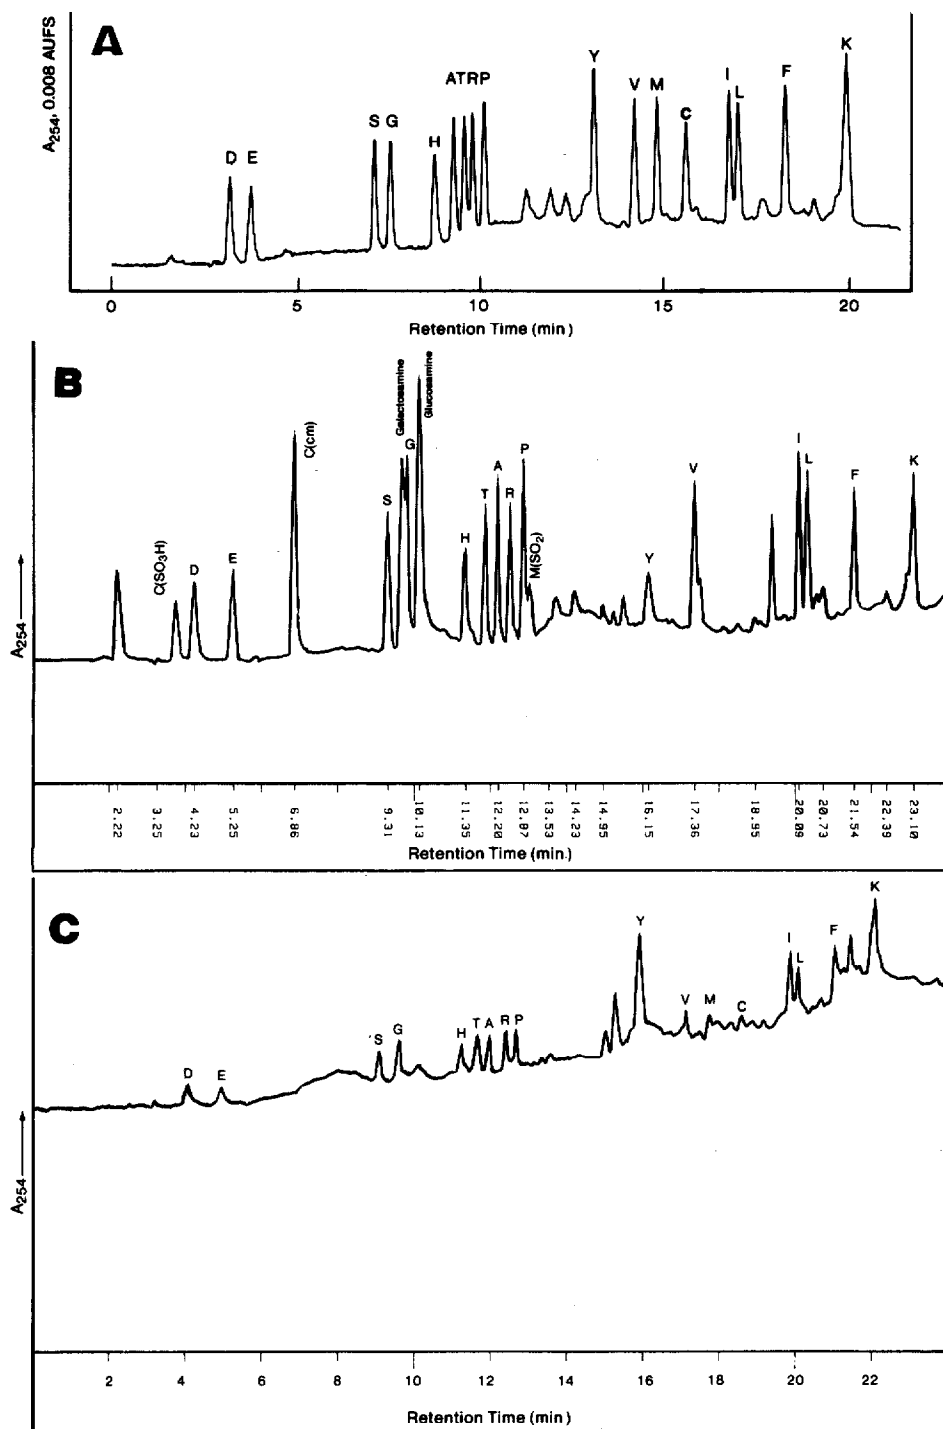 A
A254, 0.008 AUFS
D E S G H ATRP Y V M C I L F K
0 5 10 15 20
Retention Time (min.)
B
A254
C(SO3H) D E C(cm) S Galactosamine G Glucosamine H T A R P M(SO2) Y V I L F K
2.22 3.25 4.23 5.25 6.86 9.31 10.13 11.35 12.20 12.87 13.53 14.23 14.95 16.15 17.36 18.95 20.09 20.73 21.54 22.39 23.10
Retention Time (min.)
C
A254
D E S G H T A R P Y V M C I L F K
2 4 6 8 10 12 14 16 18 20 22
Retention Time (min)